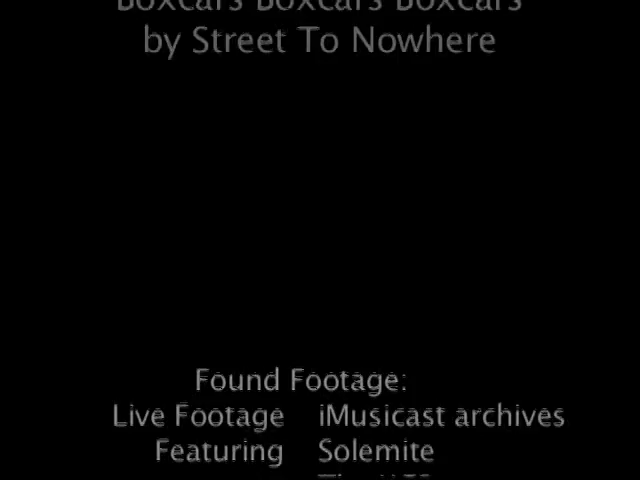 Boxcars Boxcars Boxcars
by Street To Nowhere
Found Footage:
Live Footage iMusicast archives
Featuring Solemite